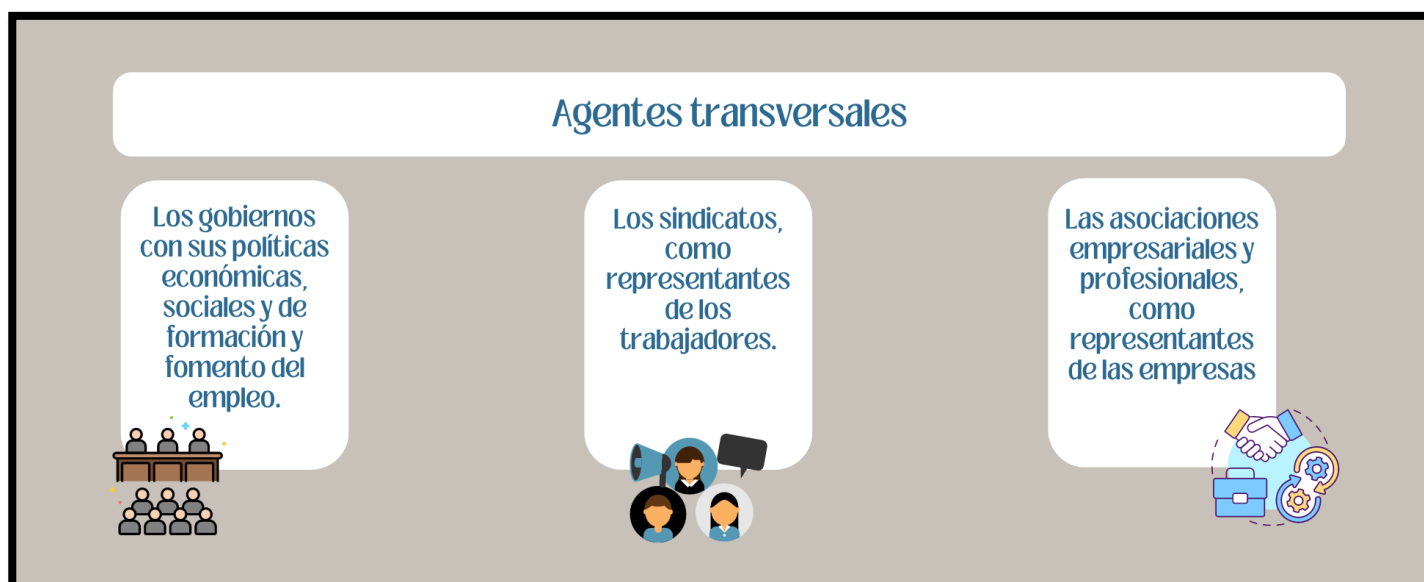 Agentes transversales
Los gobiernos
con sus políticas
económicas,
sociales y de
formación y
fomento del
empleo.
Los sindicatos,
como
representantes
de los
trabajadores.
Las asociaciones
empresariales y
profesionales,
como
representantes
de las empresas